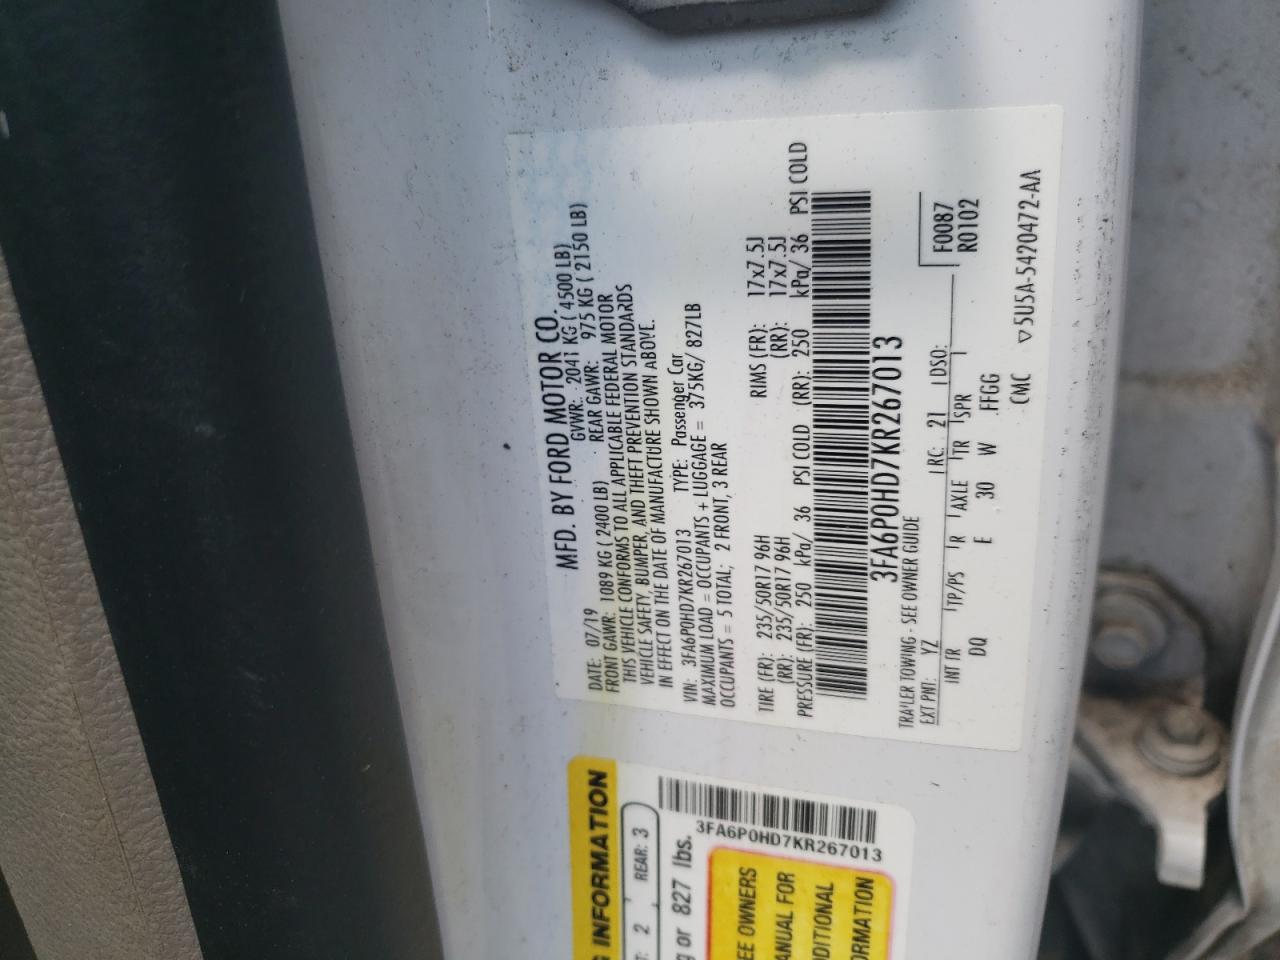 MFD. BY FORD MOTOR CO.
DATE: 07/19 GVWR: 2041 KG ( 4500 LB)
FRONT GAWR: 1089 KG ( 2400 LB) REAR GAWR: 975 KG ( 2150 LB)
THIS VEHICLE CONFORMS TO ALL APPLICABLE FEDERAL MOTOR
VEHICLE SAFETY, BUMPER, AND THEFT PREVENTION STANDARDS
IN EFFECT ON THE DATE OF MANUFACTURE SHOWN ABOVE.
VIN: 3FA6P0HD7KR267013 TYPE: Passenger Car
MAXIMUM LOAD = OCCUPANTS + LUGGAGE = 375KG/ 827LB
OCCUPANTS = 5 TOTAL; 2 FRONT, 3 REAR
TIRE (FR): 235/50R17 96H RIMS (FR): 17x7.5J
(RR): 235/50R17 96H (RR): 17x7.5J
PRESSURE (FR): 250 kPa/ 36 PSI COLD (RR): 250 kPa/ 36 PSI COLD
3FA6P0HD7KR267013
TRAILER TOWING - SEE OWNER GUIDE
EXT PNT: YZ RC: 21 DSO:
F0087
R0102
INT TR TP/PS R AXLE TR SPR
DQ E 30 W FFGG
CMC
▽5U5A-5420472-AA
INFORMATION
2 REAR: 3
or 827 lbs.
3FA6P0HD7KR267013
OWNERS
FOR